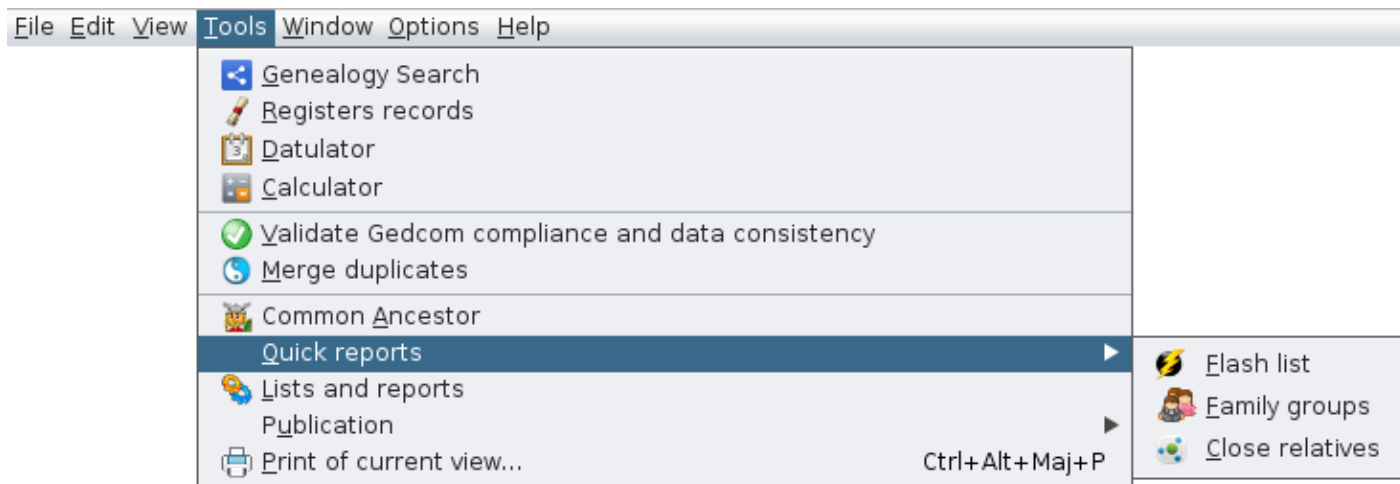 File Edit View Tools Window Options Help
Genealogy Search
Registers records
Datulator
Calculator
Validate Gedcom compliance and data consistency
Merge duplicates
Common Ancestor
Quick reports
Flash list
Lists and reports
Family groups
Publication
Close relatives
Print of current view... Ctrl+Alt+Maj+P